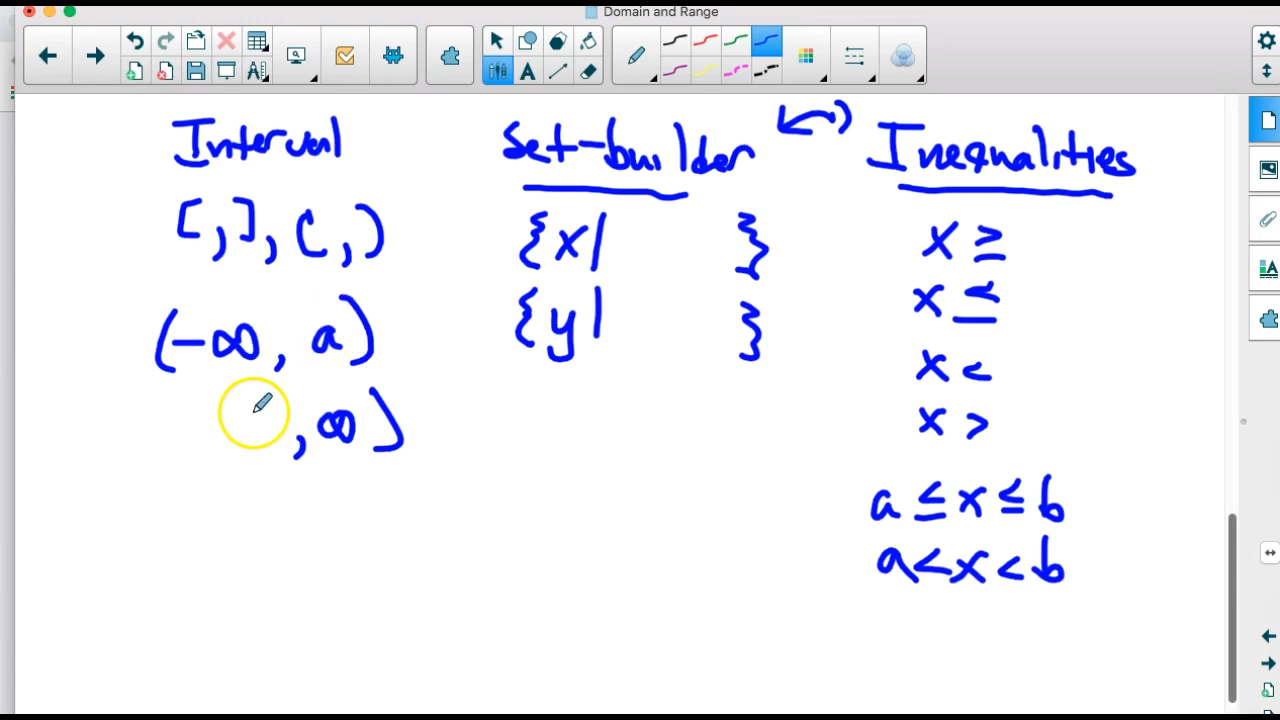 Domain and Range
Interval
[,], (,)
(-∞, a)
, ∞)
Set-builder
{x| }
{y| }
Inequalities
x ≥
x ≤
x <
x >
a ≤ x ≤ b
a < x < b